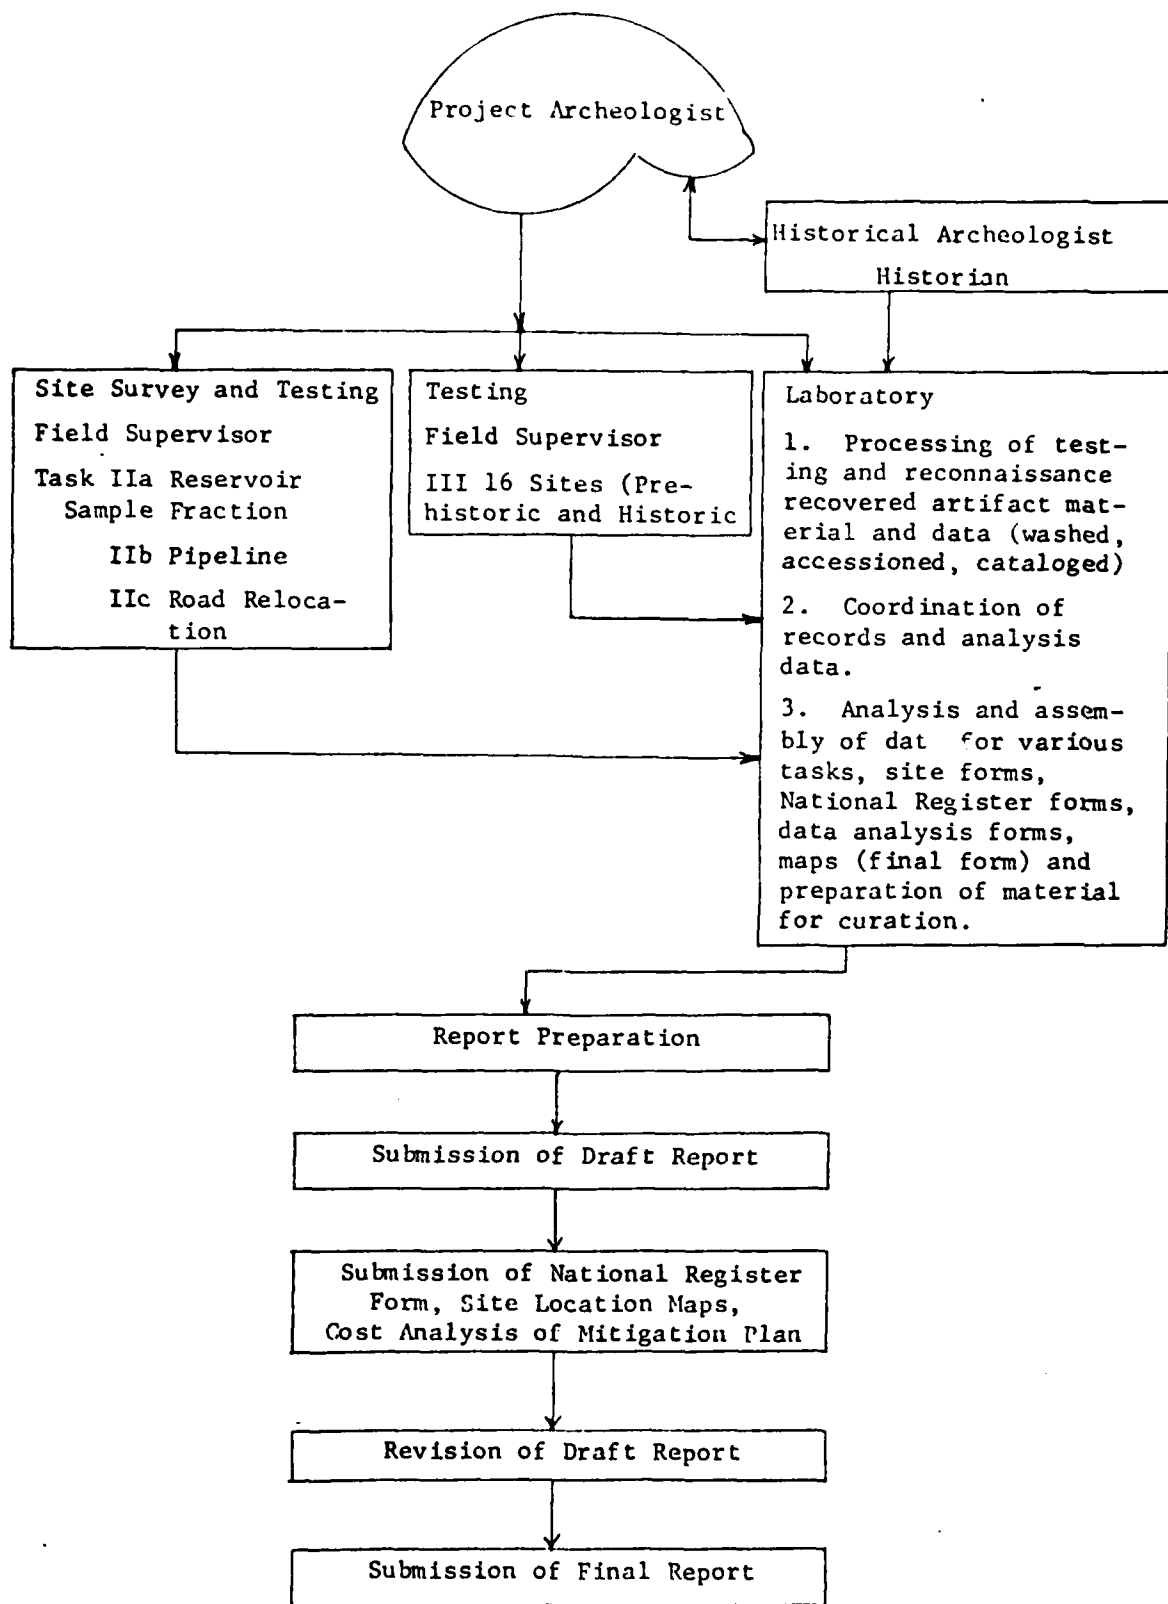 Project Archeologist
Historical Archeologist
Historian
Site Survey and Testing
Field Supervisor
Task IIa Reservoir
Sample Fraction
IIb Pipeline
IIc Road Reloca-
tion
Testing
Field Supervisor
III 16 Sites (Pre-
historic and Historic
Laboratory
1. Processing of test-
ing and reconnaissance
recovered artifact mat-
erial and data (washed,
accessioned, cataloged)
2. Coordination of
records and analysis
data.
3. Analysis and assem-
bly of dat for various
tasks, site forms,
National Register forms,
data analysis forms,
maps (final form) and
preparation of material
for curation.
Report Preparation
Submission of Draft Report
Submission of National Register
Form, Site Location Maps,
Cost Analysis of Mitigation Plan
Revision of Draft Report
Submission of Final Report